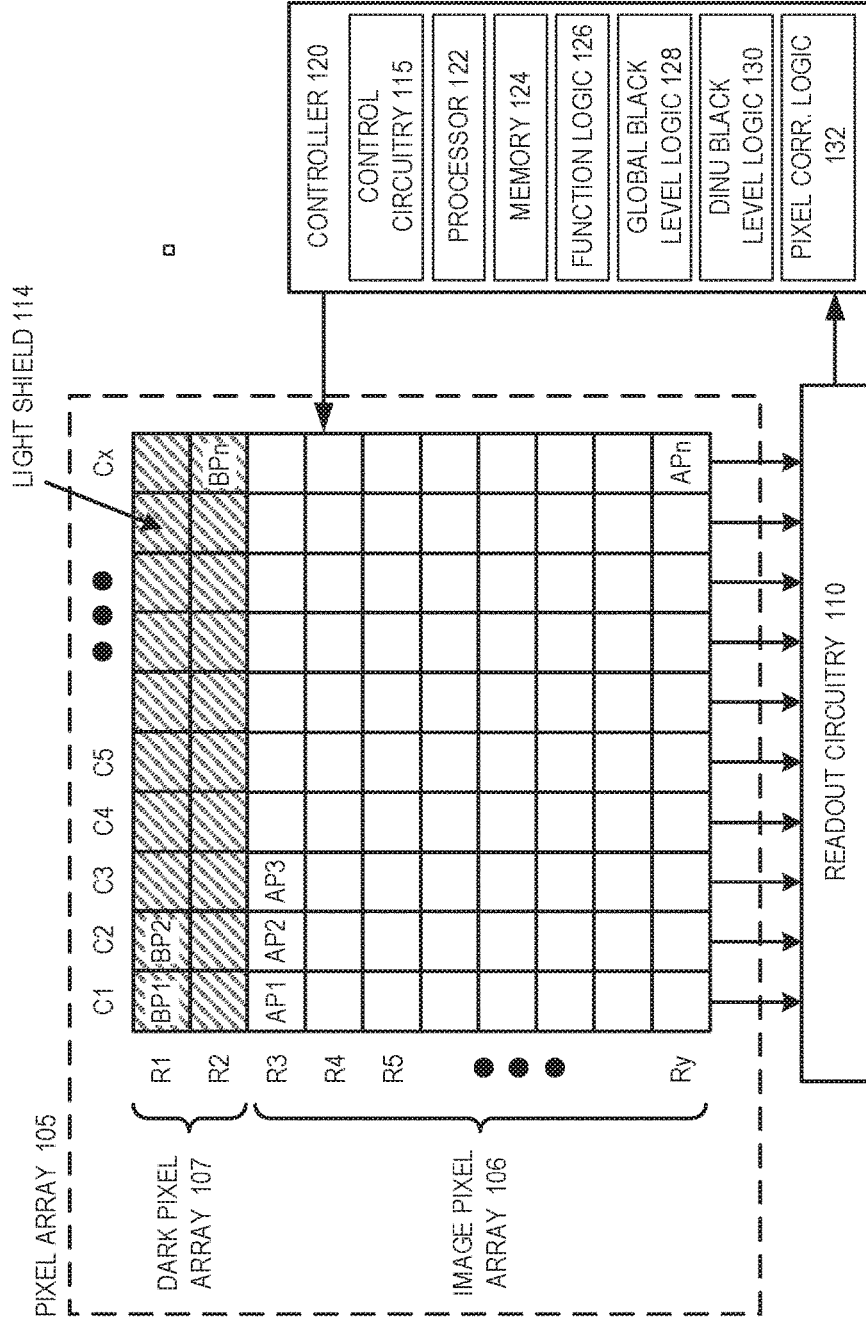 PIXEL ARRAY 105
LIGHT SHIELD 114
C1 C2 C3 C4 C5 Cx
DARK PIXEL
ARRAY 107
R1 BP1 BP2
R2 BPn
IMAGE PIXEL
ARRAY 106
R3 AP1 AP2 AP3
R4
R5
Ry APn
READOUT CIRCUITRY 110
CONTROLLER 120
CONTROL
CIRCUITRY 115
PROCESSOR 122
MEMORY 124
FUNCTION LOGIC 126
GLOBAL BLACK
LEVEL LOGIC 128
DINU BLACK
LEVEL LOGIC 130
PIXEL CORR. LOGIC
132